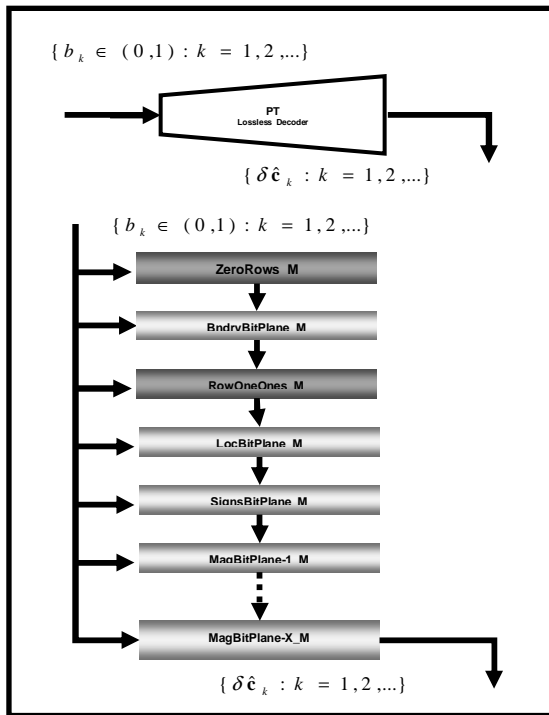 { b_k ∈ (0,1) : k = 1,2,...}
PT
Lossless Decoder
{ δĉ_k : k = 1,2,...}
{ b_k ∈ (0,1) : k = 1,2,...}
ZeroRows_M
BndryBitPlane_M
RowOneOnes_M
LocBitPlane_M
SignsBitPlane_M
MagBitPlane-1_M
MagBitPlane-X_M
{ δĉ_k : k = 1,2,...}